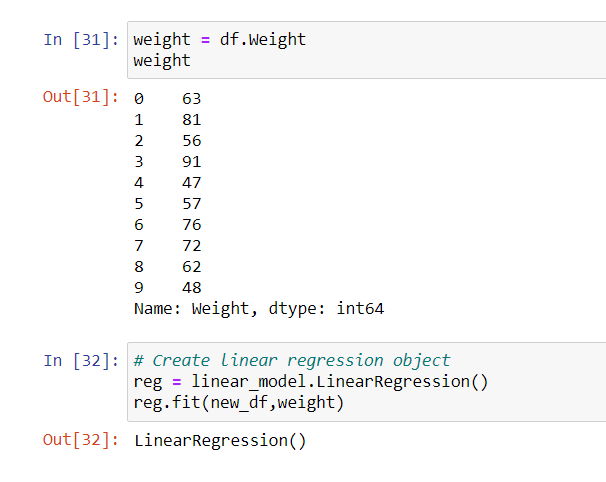 In [31]: weight = df.Weight
weight
Out[31]: 0    63
1    81
2    56
3    91
4    47
5    57
6    76
7    72
8    62
9    48
Name: Weight, dtype: int64
In [32]: # Create linear regression object
reg = linear_model.LinearRegression()
reg.fit(new_df,weight)
Out[32]: LinearRegression()